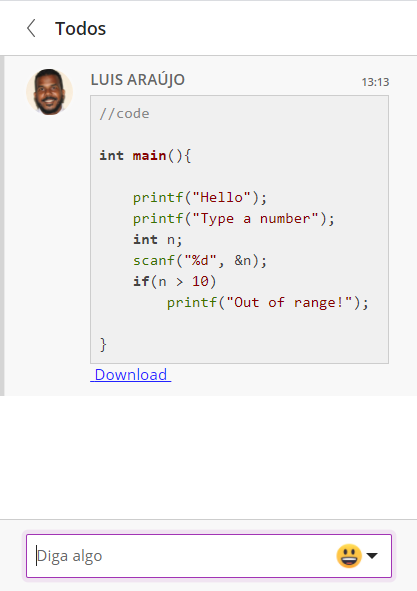 Todos
LUIS ARAÚJO 13:13
//code
int main(){
printf("Hello");
printf("Type a number");
int n;
scanf("%d", &n);
if(n > 10)
printf("Out of range!");
}
Download
Diga algo